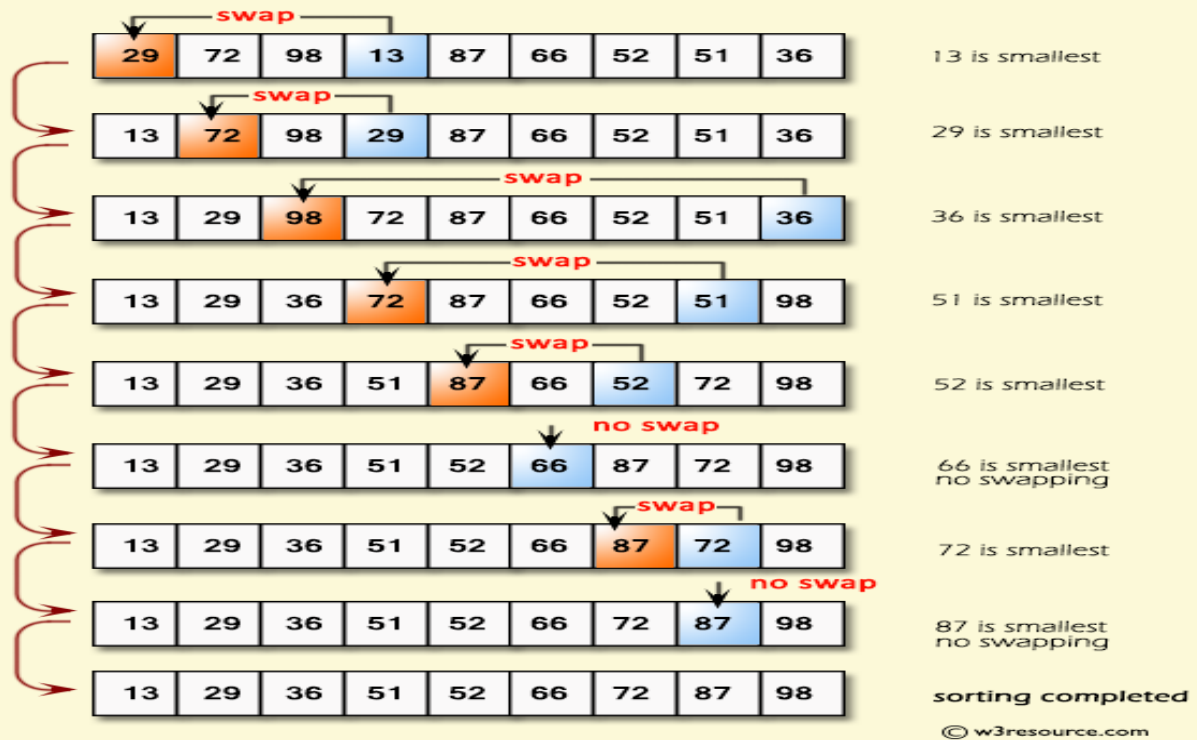 swap
29 72 98 13 87 66 52 51 36
13 is smallest
swap
13 72 98 29 87 66 52 51 36
29 is smallest
swap
13 29 98 72 87 66 52 51 36
36 is smallest
swap
13 29 36 72 87 66 52 51 98
51 is smallest
swap
13 29 36 51 87 66 52 72 98
52 is smallest
no swap
13 29 36 51 52 66 87 72 98
66 is smallest
no swapping
swap
13 29 36 51 52 66 87 72 98
72 is smallest
no swap
13 29 36 51 52 66 72 87 98
87 is smallest
no swapping
13 29 36 51 52 66 72 87 98
sorting completed
© w3resource.com